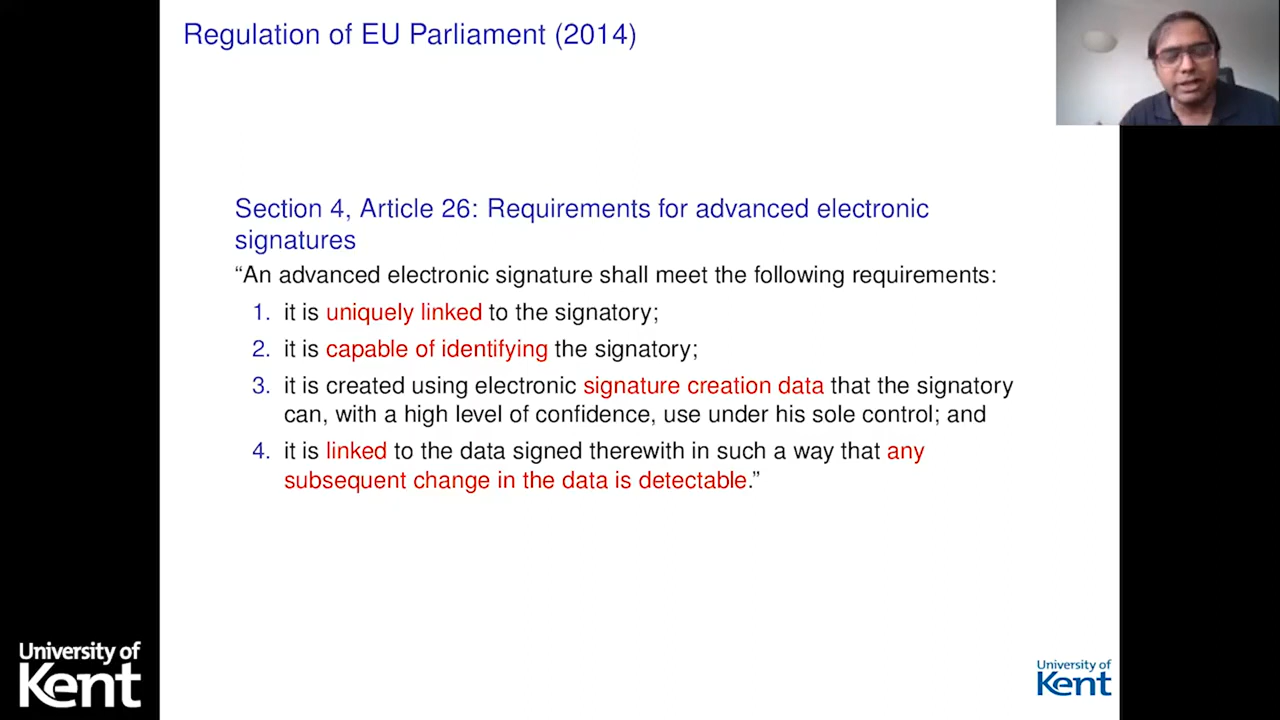 Regulation of EU Parliament (2014)
Section 4, Article 26: Requirements for advanced electronic
signatures
“An advanced electronic signature shall meet the following requirements:
1. it is uniquely linked to the signatory;
2. it is capable of identifying the signatory;
3. it is created using electronic signature creation data that the signatory
can, with a high level of confidence, use under his sole control; and
4. it is linked to the data signed therewith in such a way that any
subsequent change in the data is detectable.”
University of
Kent
University of
Kent